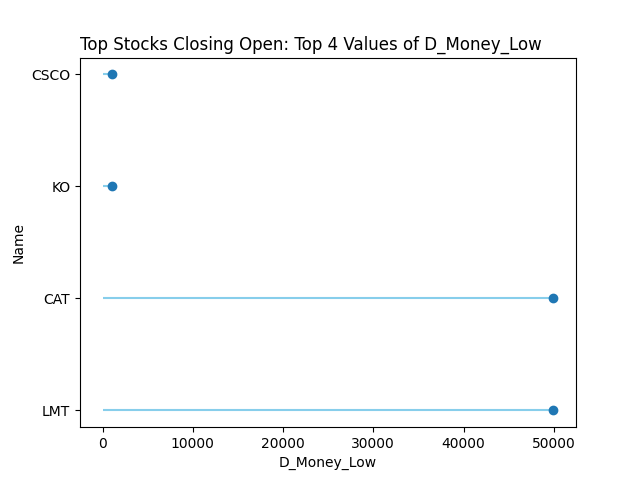 Top Stocks Closing Open: Top 4 Values of D_Money_Low
CSCO
KO
CAT
LMT
Name
0 10000 20000 30000 40000 50000
D_Money_Low